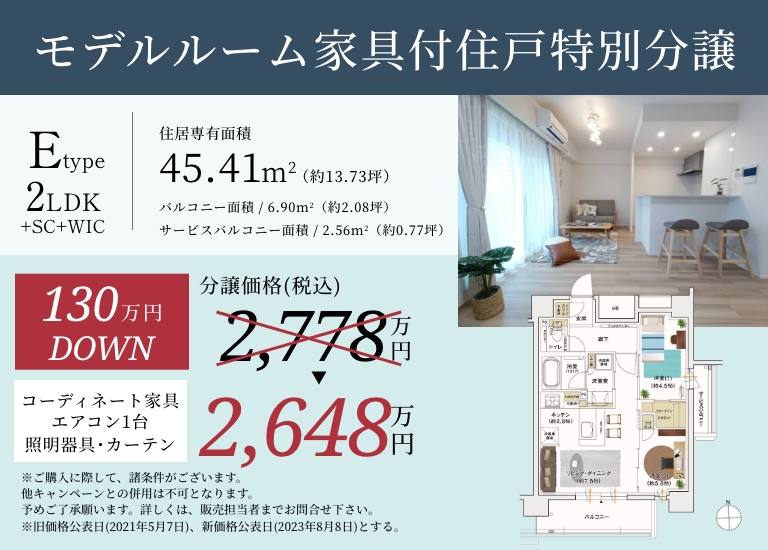 モデルルーム家具付住戸特別分譲
Etype
2LDK
+SC+WIC
住居専有面積
45.41m²（約13.73坪）
バルコニー面積 / 6.90m²（約2.08坪）
サービスバルコニー面積 / 2.56m²（約0.77坪）
130万円
DOWN
分譲価格(税込)
2,778万円
▼
2,648万円
コーディネート家具
エアコン1台
照明器具・カーテン
※ご購入に際して、諸条件がございます。
他キャンペーンとの併用は不可となります。
予めご了承願います。詳しくは、販売担当者までお問合せ下さい。
※旧価格公表日(2021年5月7日)、新価格公表日(2023年8月8日)とする。
MB
玄関
廊下
トイレ
浴室
洗面室
洋室(1)
(約4.5帖)
キッチン
(約2.8帖)
リビング・ダイニング
(約7.6帖)
(約3.5帖)
サービスバルコニー
バルコニー
N